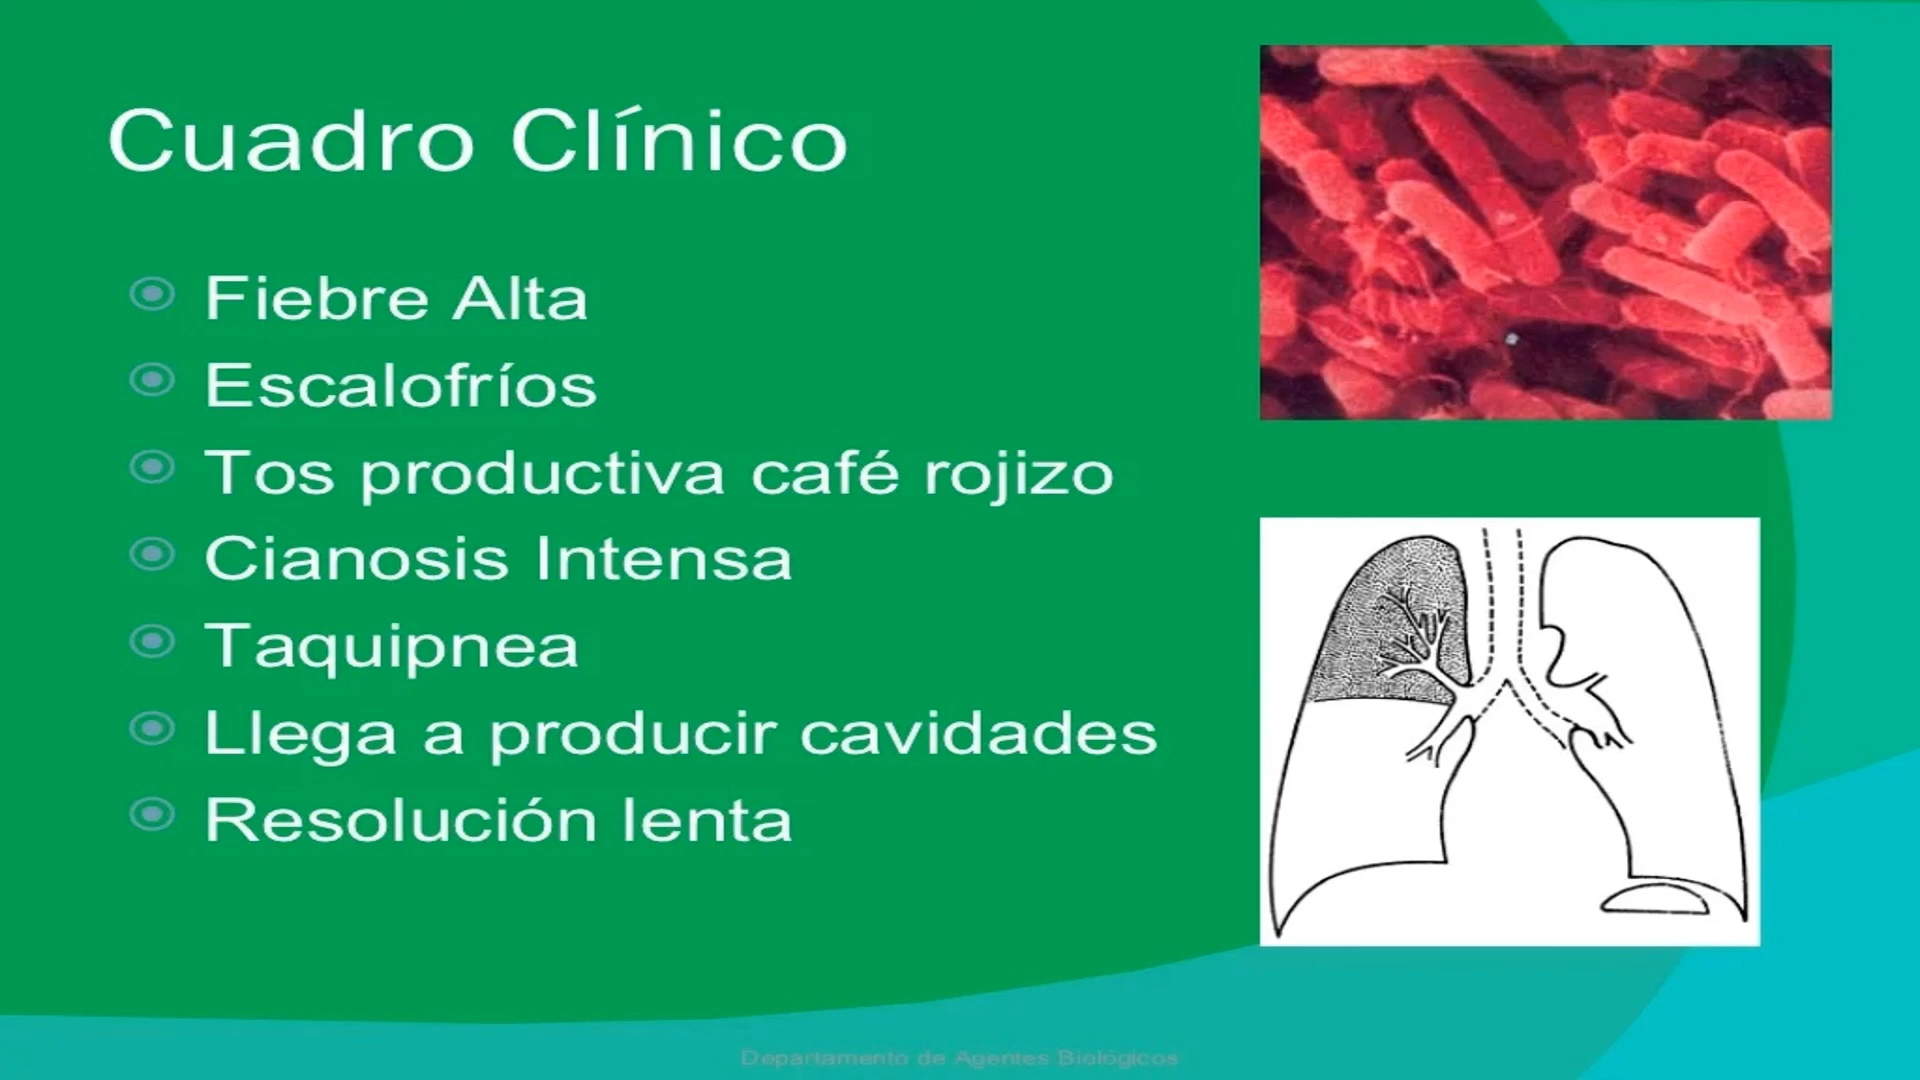 Cuadro Clínico
Fiebre Alta
Escalofríos
Tos productiva café rojizo
Cianosis Intensa
Taquipnea
Llega a producir cavidades
Resolución lenta
Departamento de Agentes Biológicos